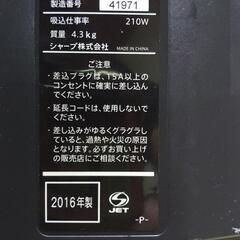 製造番号 41971
吸込仕事率 210W
質量 4.3kg
シャープ株式会社
MADE IN CHINA
ご注意
・差込プラグは、15A以上の
コンセントに確実に差し込ん
でください。
・延長コードは、使用しないで
ください。
・差し込みがゆるくグラグラし
ていると、過熱や火災の原
因となります。お買い上げ
の販売店にご相談ください。
2016年製
S
JET
-P-